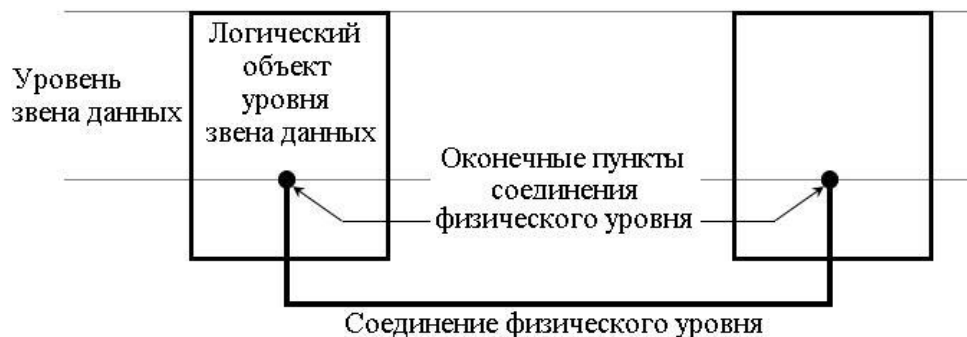 Логический
объект
уровня
звена данных
Уровень
звена данных
Оконечные пункты
соединения
физического уровня
Соединение физического уровня